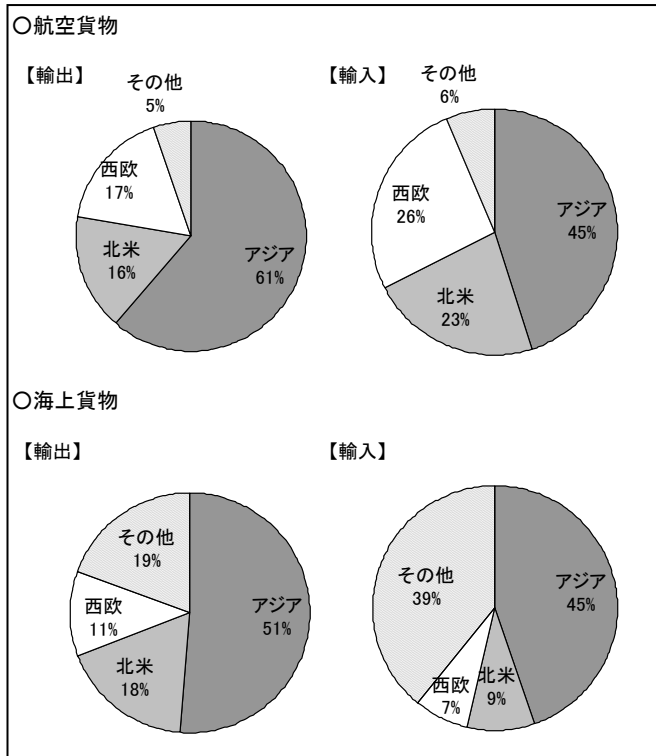 ○航空貨物
【輸出】
その他
5%
西欧
17%
北米
16%
アジア
61%
【輸入】
その他
6%
西欧
26%
北米
23%
アジア
45%
○海上貨物
【輸出】
その他
19%
西欧
11%
北米
18%
アジア
51%
【輸入】
その他
39%
西欧
7%
北米
9%
アジア
45%